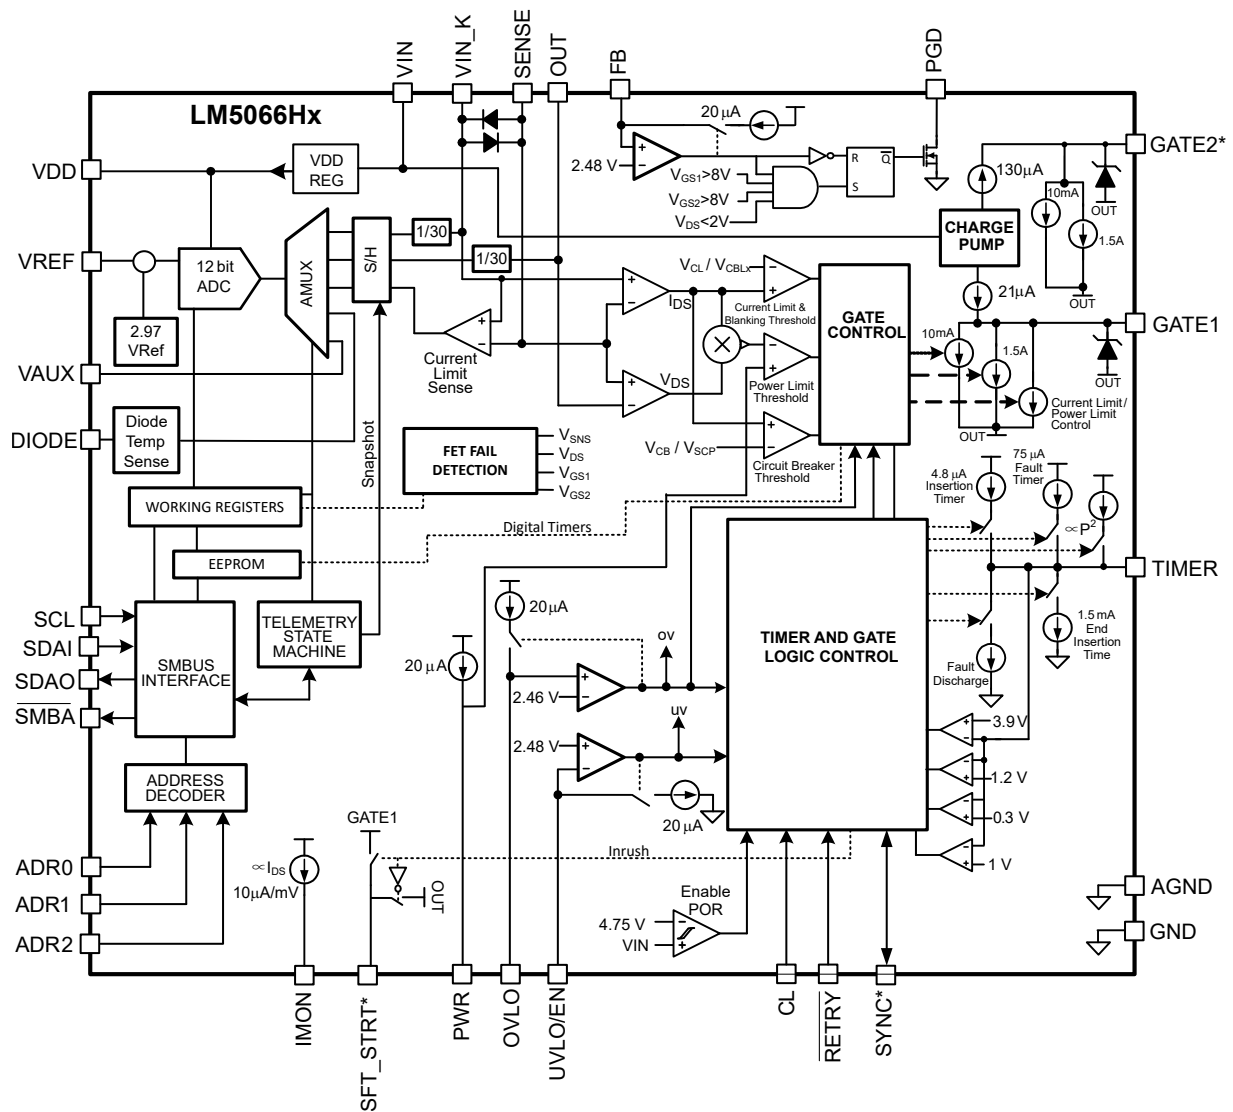 VIN
VIN_K
SENSE
OUT
FB
PGD
LM5066Hx
20 µA
2.48 V
+
−
R
Q
S
VGS1>8V
VGS2>8V
VDS<2V
GATE2*
130µA
10mA
1.5A
OUT
OUT
CHARGE
PUMP
21µA
VDD
VDD
REG
1/30
1/30
VREF
12 bit
ADC
AMUX
S/H
2.97
VRef
VAUX
+
−
Current
Limit
Sense
+
−
IDS
+
−
VDS
VCL / VCBLx
−
+
Current Limit &
Blanking Threshold
−
+
Power Limit
Threshold
+
−
VCB / VSCP
Circuit Breaker
Threshold
GATE
CONTROL
GATE1
10mA
1.5A
OUT
OUT
Current Limit/
Power Limit
Control
DIODE
Diode
Temp
Sense
Snapshot
FET FAIL
DETECTION
VSNS
VDS
VGS1
VGS2
WORKING REGISTERS
Digital Timers
EEPROM
4.8 µA
Insertion
Timer
75 µA
Fault
Timer
∝P2
TIMER
SCL
SDAI
SDAO
SMBA
SMBUS
INTERFACE
TELEMETRY
STATE
MACHINE
20µA
20 µA
ov
+
−
2.46 V
uv
2.48 V
+
−
20 µA
TIMER AND GATE
LOGIC CONTROL
1.5 mA
End
Insertion
Time
Fault
Discharge
+
−
3.9 V
−
+
1.2 V
−
+
0.3 V
−
+
1 V
ADDRESS
DECODER
GATE1
Inrush
OUT
ADR0
ADR1
ADR2
∝IDS
10µA/mV
Enable
POR
4.75 V
VIN
−
+
AGND
GND
IMON
SFT_STRT*
PWR
OVLO
UVLO/EN
CL
RETRY
SYNC*